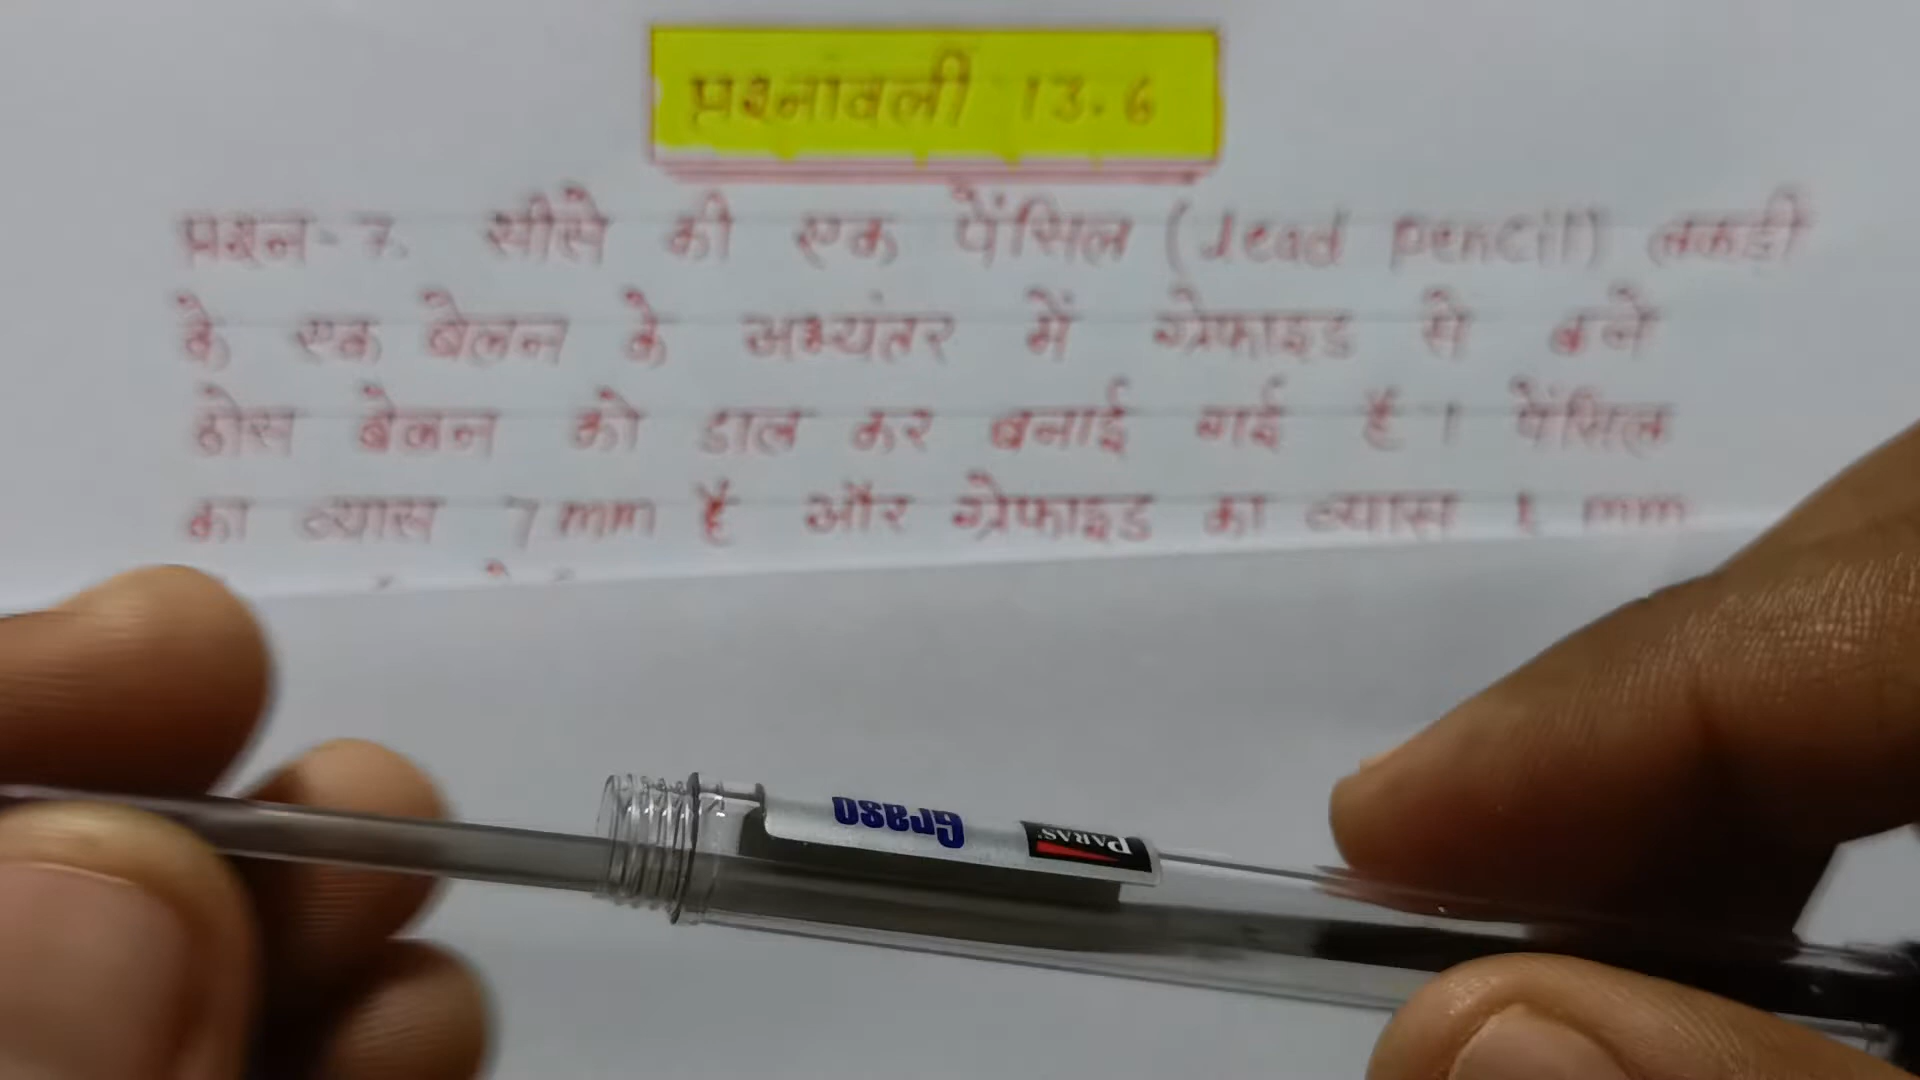 प्रश्नावली 13.6
प्रश्न-7. सीसे की एक पेंसिल (Lead pencil) लकडी
के एक बेलन के अभ्यंतर में ग्रेफाइड से बने
ठोस बेलन को डाल कर बनाई गई है। पेंसिल
का व्यास 7 mm है और ग्रेफाइड का व्यास 1 mm
Graso
PARAS